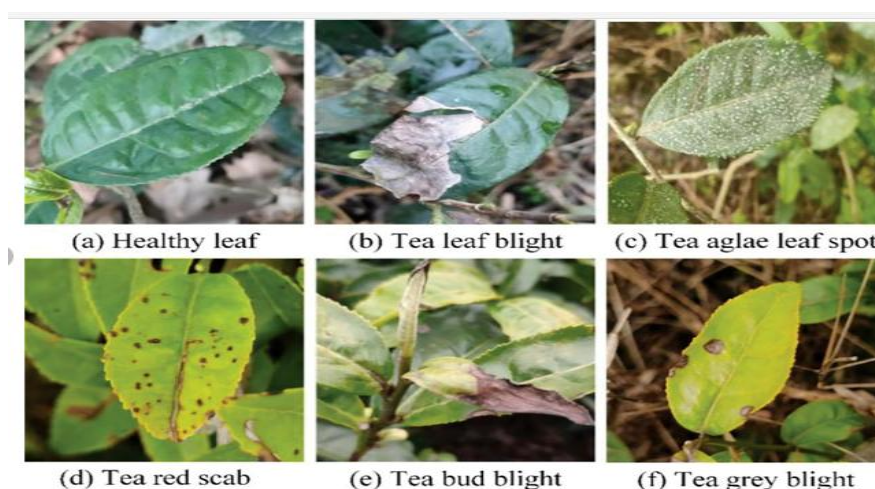 (a) Healthy leaf
(b) Tea leaf blight
(c) Tea aglae leaf spot
(d) Tea red scab
(e) Tea bud blight
(f) Tea grey blight